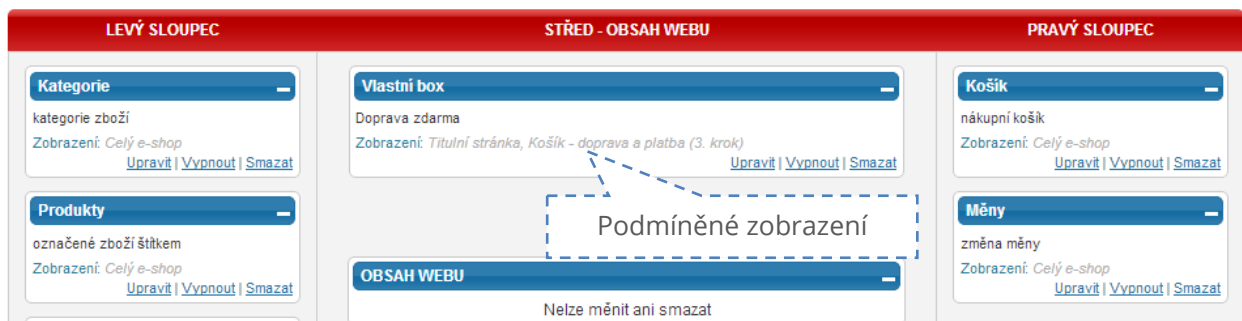 LEVÝ SLOUPEC
Kategorie
kategorie zboží
Zobrazení: Celý e-shop
Upravit | Vypnout | Smazat
Produkty
označené zboží štítkem
Zobrazení: Celý e-shop
Upravit | Vypnout | Smazat
STŘED - OBSAH WEBU
Vlastní box
Doprava zdarma
Zobrazení: Titulní stránka, Košík - doprava a platba (3. krok)
Upravit | Vypnout | Smazat
Podmíněné zobrazení
OBSAH WEBU
Nelze měnit ani smazat
PRAVÝ SLOUPEC
Košík
nákupní košík
Zobrazení: Celý e-shop
Upravit | Vypnout | Smazat
Měny
změna měny
Zobrazení: Celý e-shop
Upravit | Vypnout | Smazat